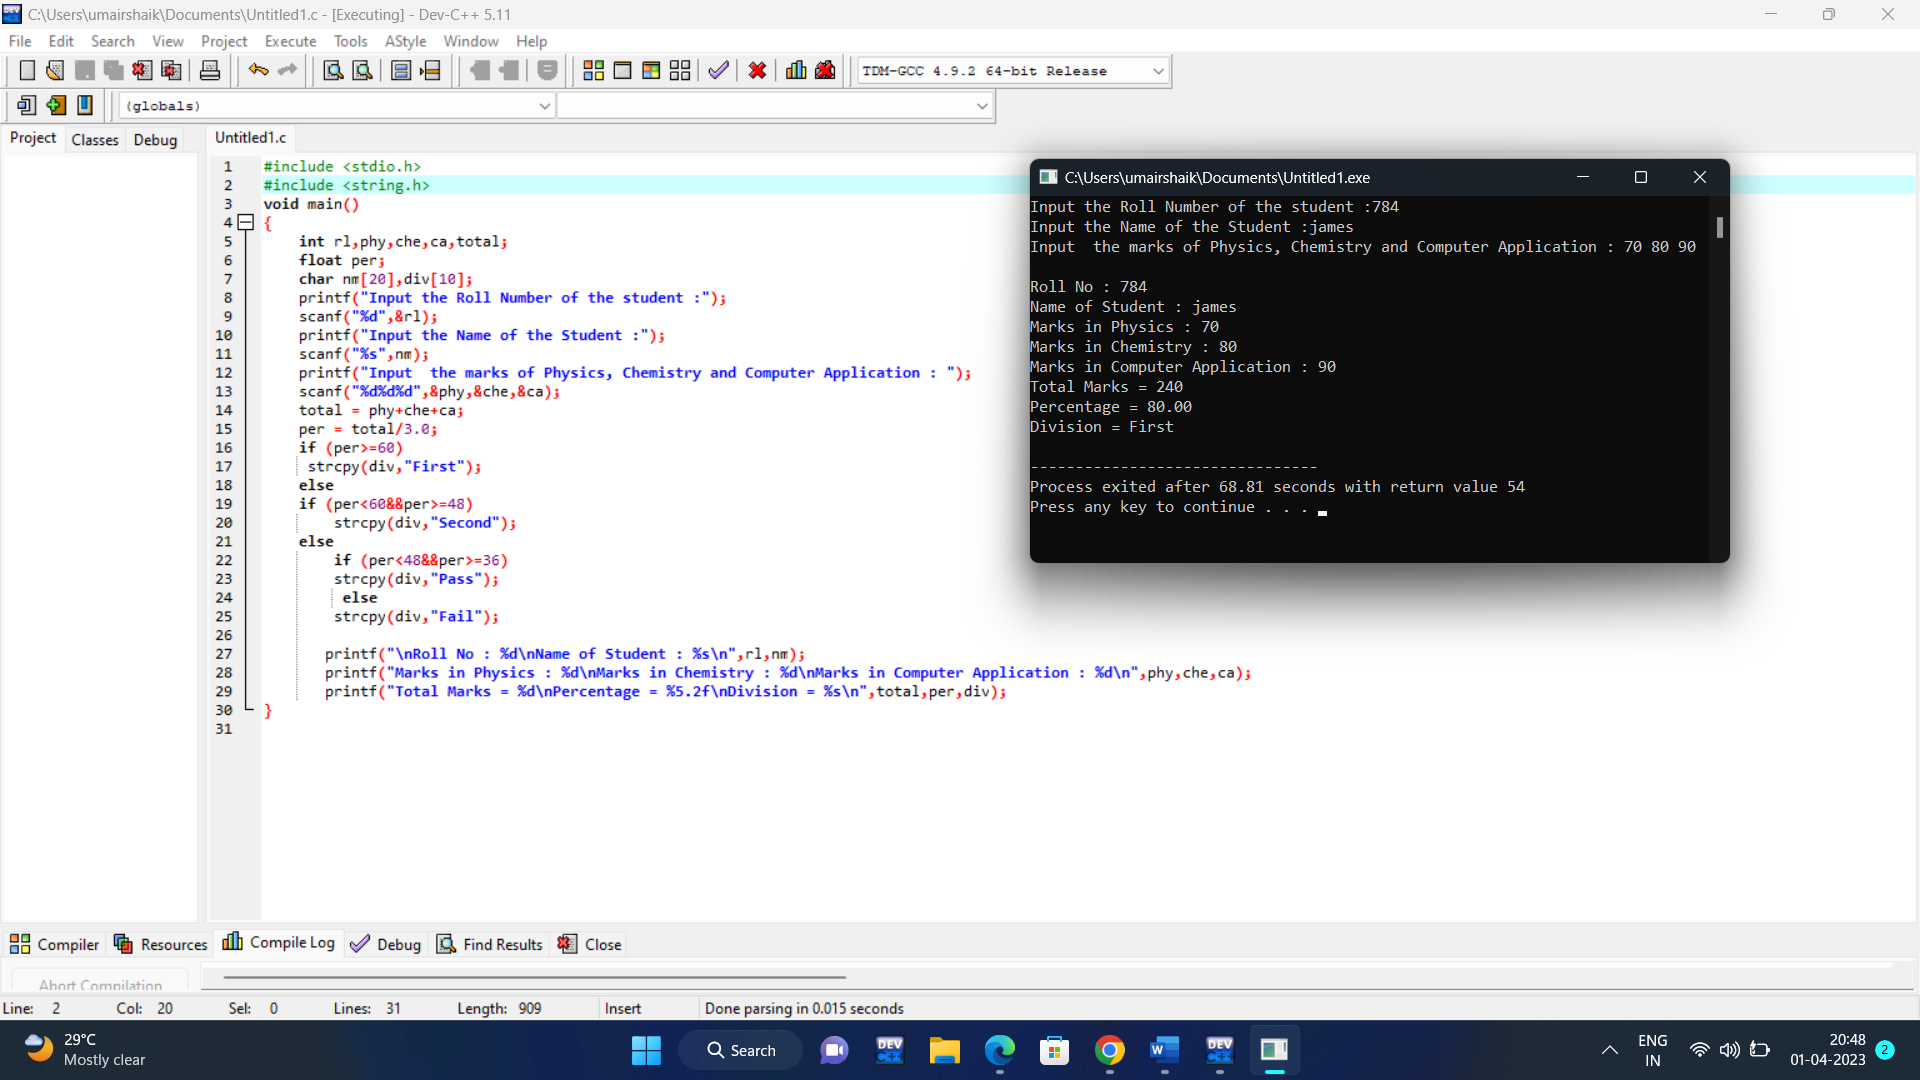 C:\Users\umairshaik\Documents\Untitled1.c - [Executing] - Dev-C++ 5.11
File Edit Search View Project Execute Tools AStyle Window Help
TDM-GCC 4.9.2 64-bit Release
(globals)
Project Classes Debug
Untitled1.c
1 #include <stdio.h>
2 #include <string.h>
3 void main()
4 {
5 int rl,phy,che,ca,total;
6 float per;
7 char nm[20],div[10];
8 printf("Input the Roll Number of the student :");
9 scanf("%d",&rl);
10 printf("Input the Name of the Student :");
11 scanf("%s",nm);
12 printf("Input  the marks of Physics, Chemistry and Computer Application : ");
13 scanf("%d%d%d",&phy,&che,&ca);
14 total = phy+che+ca;
15 per = total/3.0;
16 if (per>=60)
17 strcpy(div,"First");
18 else
19 if (per<60&&per>=48)
20 strcpy(div,"Second");
21 else
22 if (per<48&&per>=36)
23 strcpy(div,"Pass");
24 else
25 strcpy(div,"Fail");
26
27 printf("\nRoll No : %d\nName of Student : %s\n",rl,nm);
28 printf("Marks in Physics : %d\nMarks in Chemistry : %d\nMarks in Computer Application : %d\n",phy,che,ca);
29 printf("Total Marks = %d\nPercentage = %5.2f\nDivision = %s\n",total,per,div);
30 }
31
C:\Users\umairshaik\Documents\Untitled1.exe
Input the Roll Number of the student :784
Input the Name of the Student :james
Input  the marks of Physics, Chemistry and Computer Application : 70 80 90
Roll No : 784
Name of Student : james
Marks in Physics : 70
Marks in Chemistry : 80
Marks in Computer Application : 90
Total Marks = 240
Percentage = 80.00
Division = First
--------------------------------
Process exited after 68.81 seconds with return value 54
Press any key to continue . . .
Compiler Resources Compile Log Debug Find Results Close
Abort Compilation
Line: 2 Col: 20 Sel: 0 Lines: 31 Length: 909 Insert Done parsing in 0.015 seconds
29°C
Mostly clear
Search
DEV
C++
W
DEV
C++
ENG
IN
20:48
01-04-2023
2